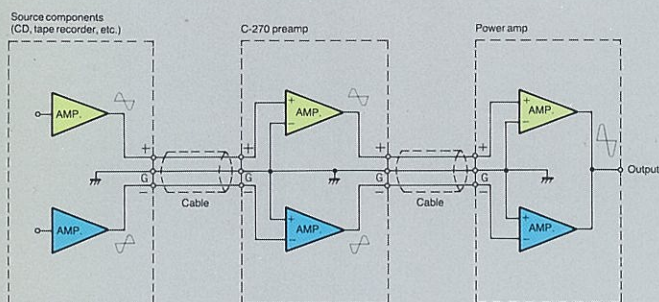 Source components
(CD, tape recorder, etc.)
C-270 preamp
Power amp
AMP.
+
−
AMP.
+
−
AMP.
+
+
+
+
G
G
G
G
Output
−
−
−
−
Cable
Cable
AMP.
+
−
AMP.
+
−
AMP.